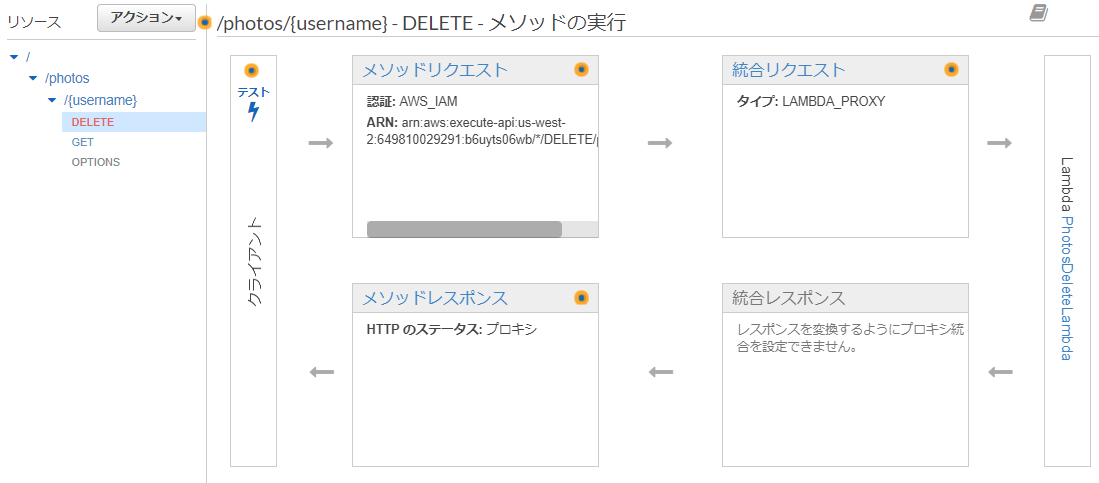 リソース
アクション
/photos/{username} - DELETE - メソッドの実行
/
/photos
/{username}
DELETE
GET
OPTIONS
テスト
クライアント
メソッドリクエスト
認証: AWS_IAM
ARN: arn:aws:execute-api:us-west-
2:649810029291:b6uyts06wb/*/DELETE/
統合リクエスト
タイプ: LAMBDA_PROXY
Lambda PhotosDeleteLambda
メソッドレスポンス
HTTP のステータス: プロキシ
統合レスポンス
レスポンスを変換するようにプロキシ統
合を設定できません。